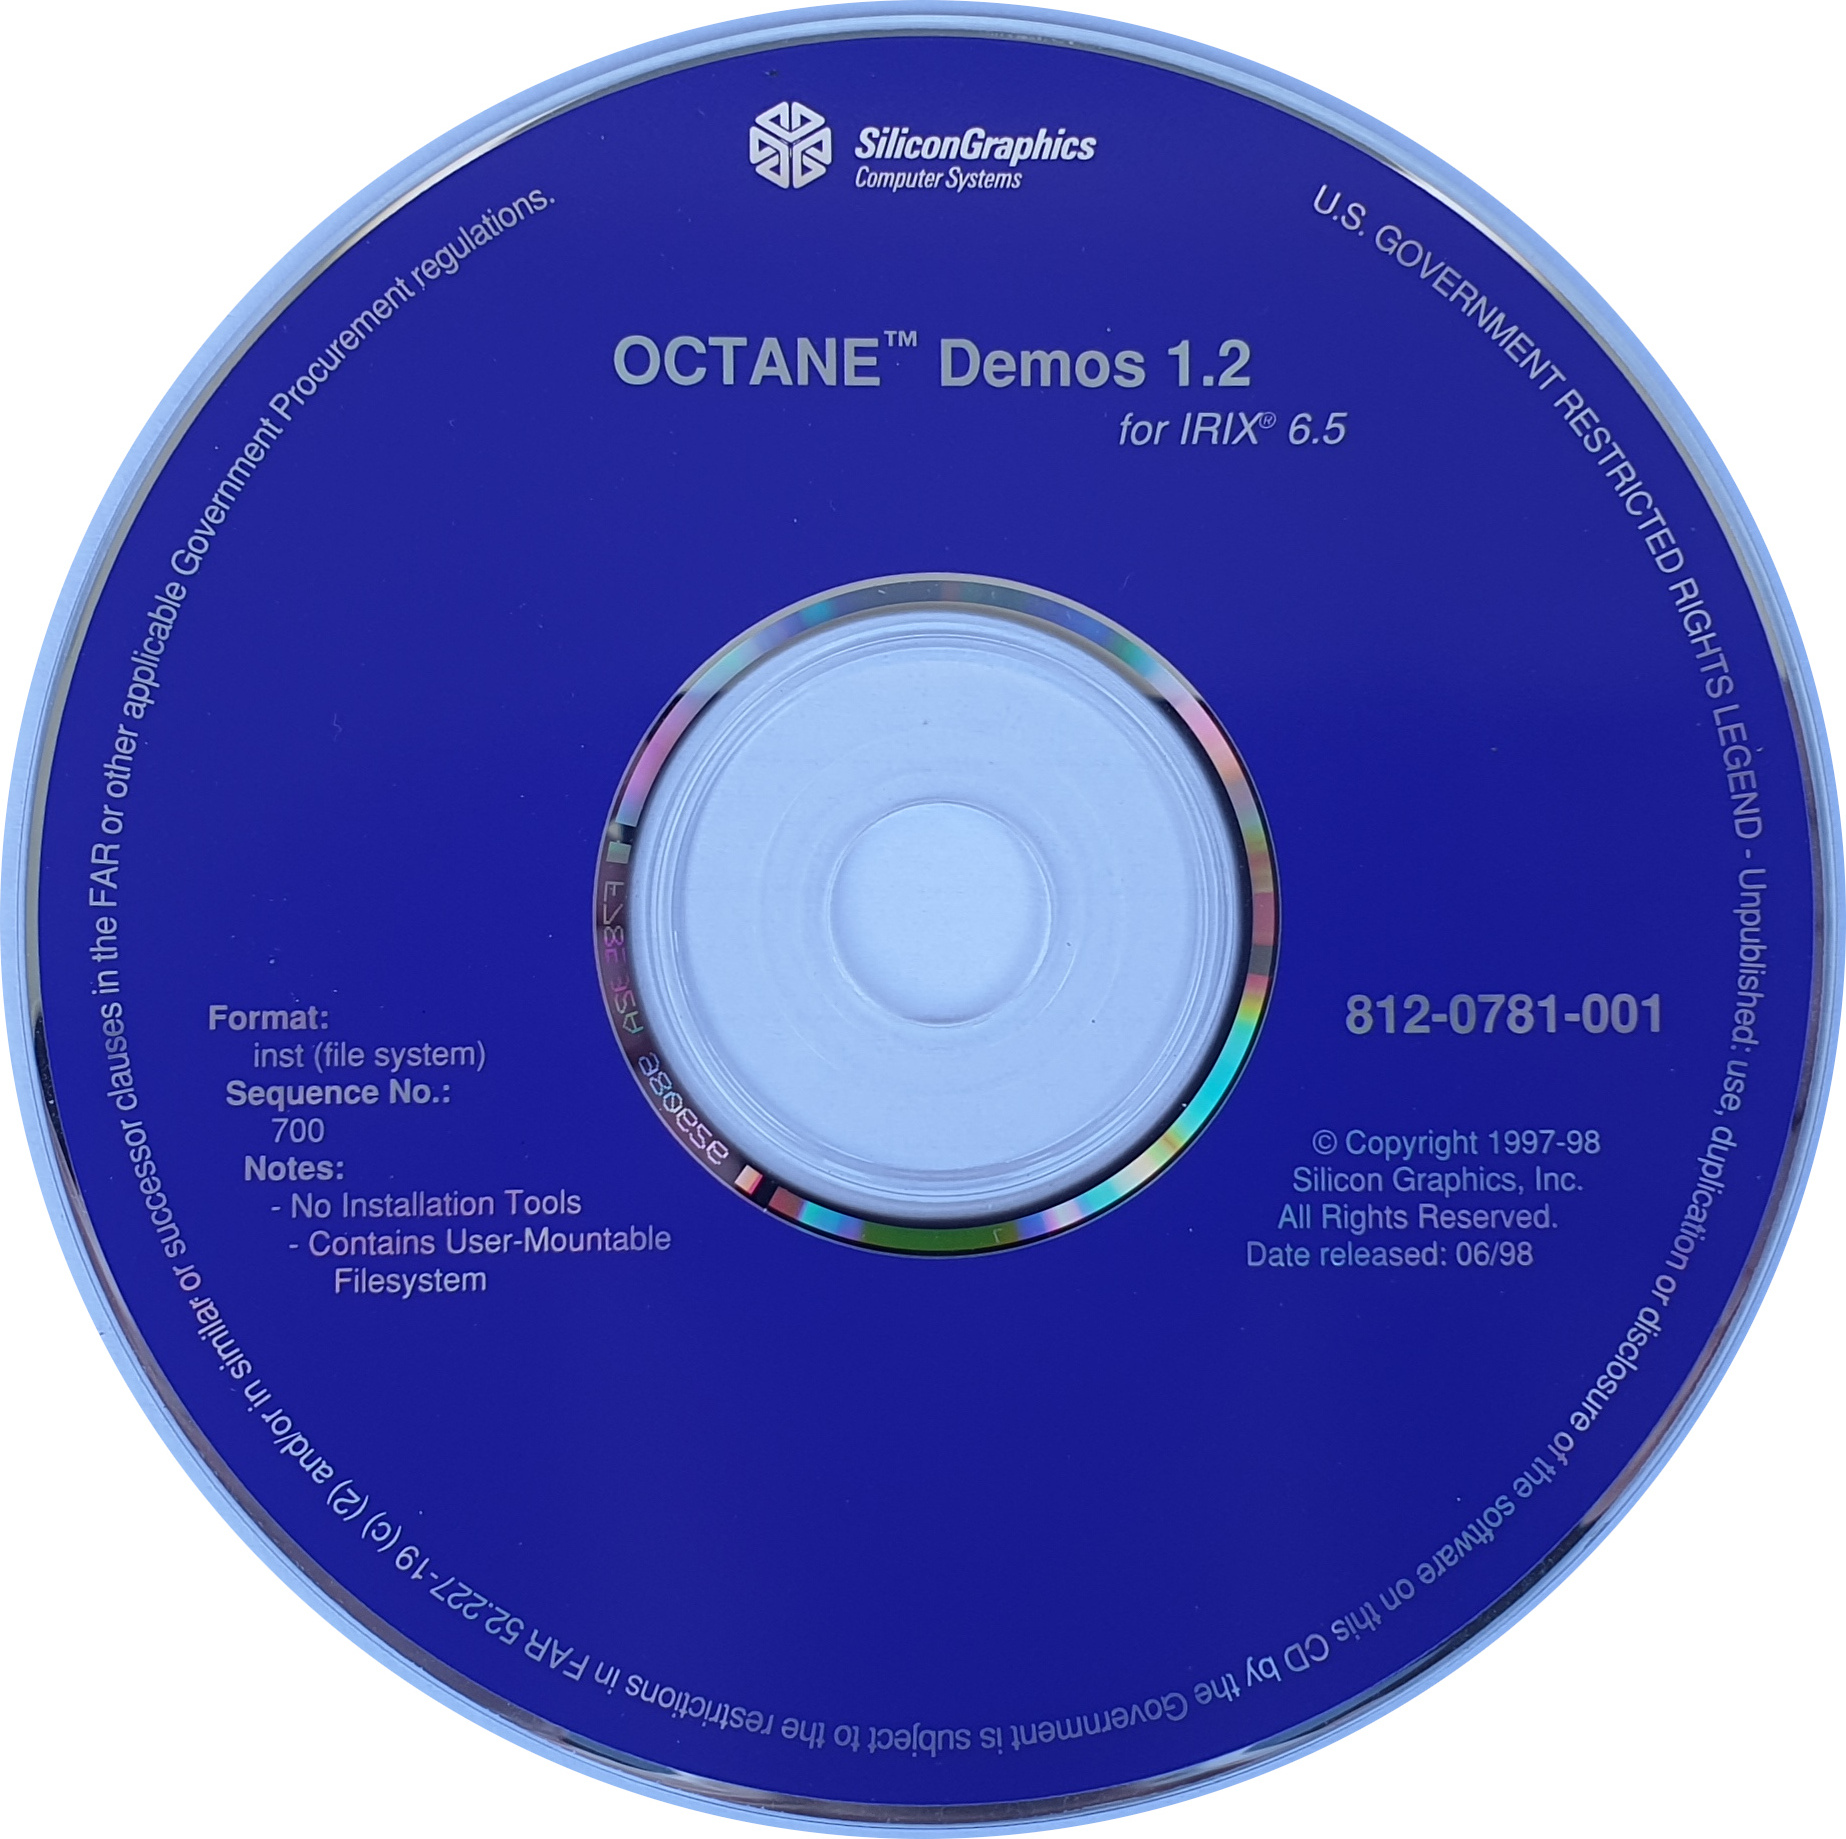 SiliconGraphics
Computer Systems
OCTANE™ Demos 1.2
for IRIX® 6.5
Format:
inst (file system)
Sequence No.:
700
Notes:
- No Installation Tools
- Contains User-Mountable
Filesystem
812-0781-001
© Copyright 1997-98
Silicon Graphics, Inc.
All Rights Reserved.
Date released: 06/98
U.S. GOVERNMENT RESTRICTED RIGHTS LEGEND - Unpublished: use, duplication or disclosure of the software on this CD by the Government is subject to the restrictions in FAR 52.227-19 (c) (2) and/or in similar or successor clauses in the FAR or other applicable Government Procurement regulations.